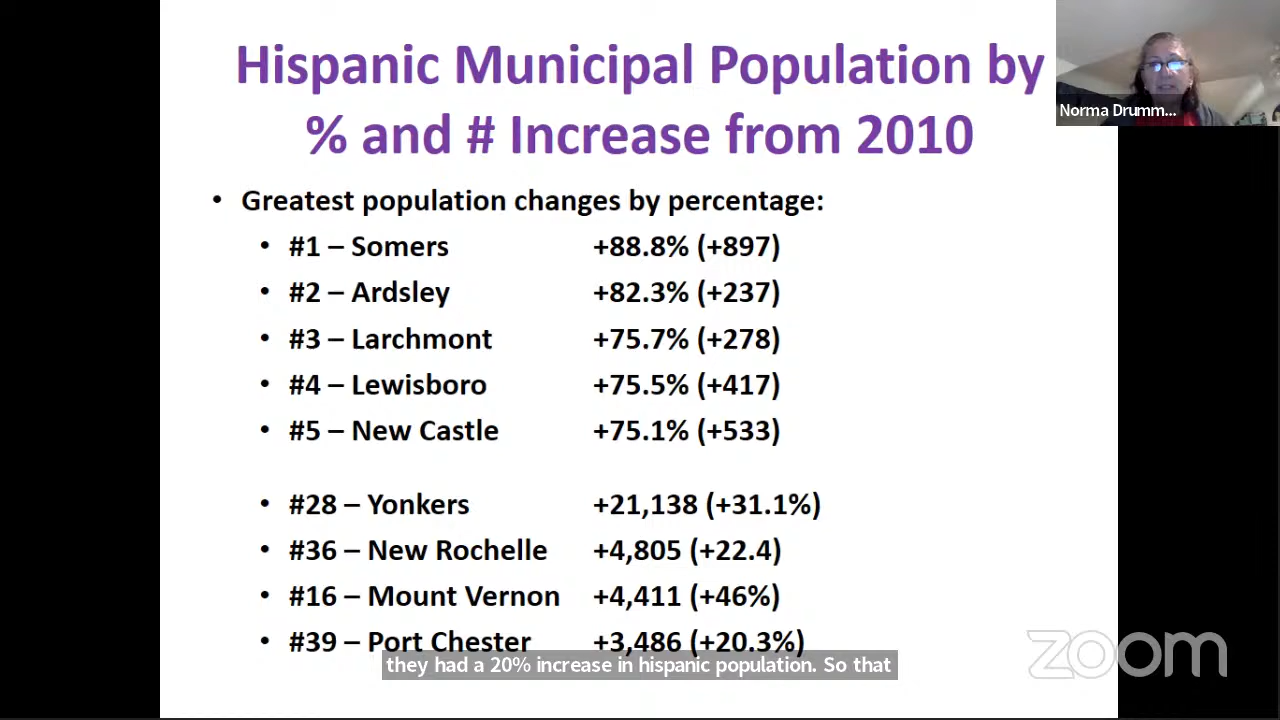 Hispanic Municipal Population by
% and # Increase from 2010
Norma Drumm...
• Greatest population changes by percentage:
• #1 – Somers +88.8% (+897)
• #2 – Ardsley +82.3% (+237)
• #3 – Larchmont +75.7% (+278)
• #4 – Lewisboro +75.5% (+417)
• #5 – New Castle +75.1% (+533)
• #28 – Yonkers +21,138 (+31.1%)
• #36 – New Rochelle +4,805 (+22.4)
• #16 – Mount Vernon +4,411 (+46%)
• #39 – Port Chester +3,486 (+20.3%)
they had a 20% increase in hispanic population. So that
zoom